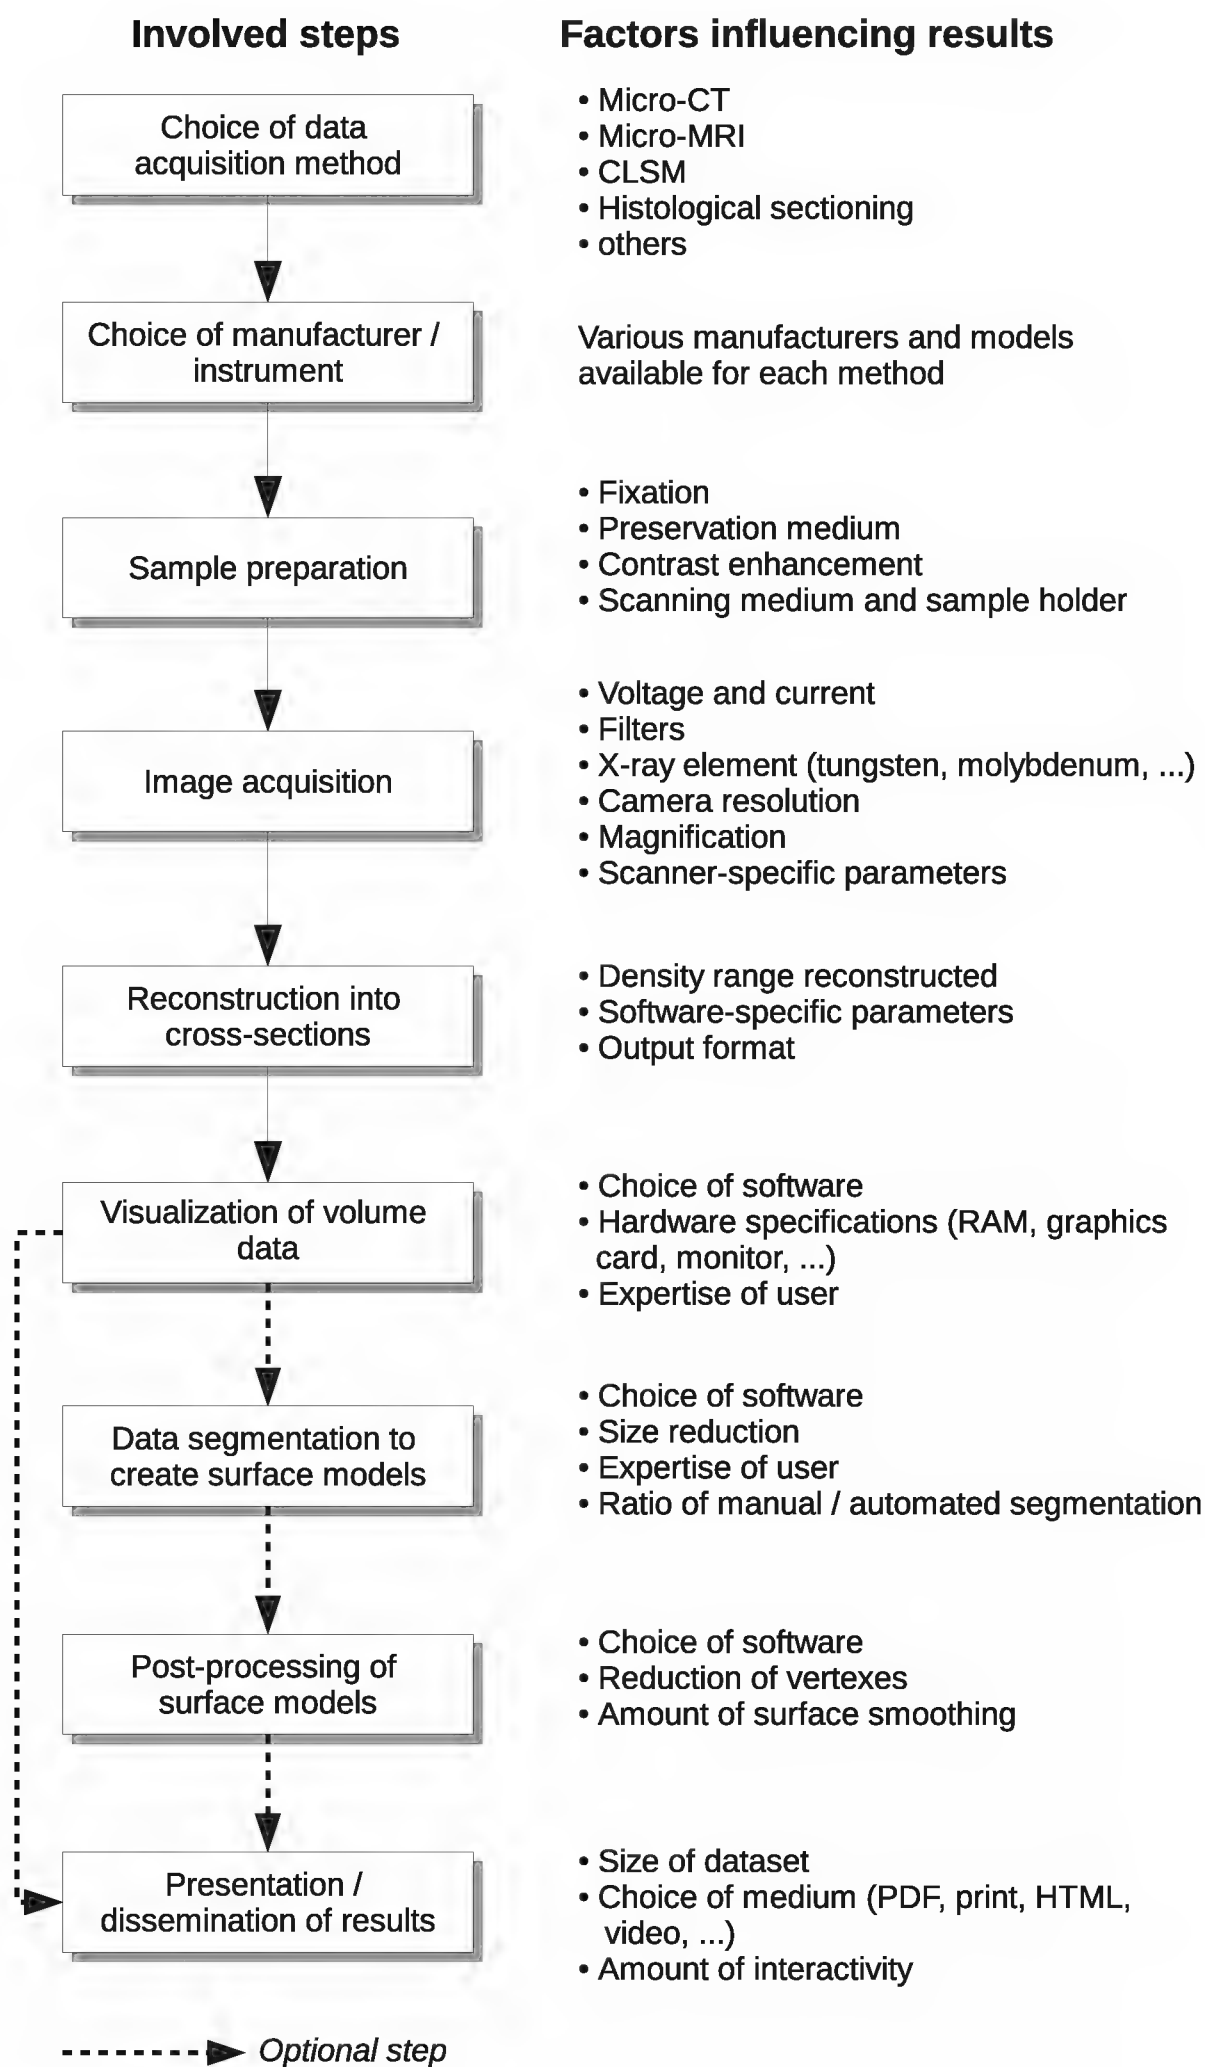 Involved steps
Factors influencing results
Choice of data
acquisition method
• Micro-CT
• Micro-MRI
• CLSM
• Histological sectioning
• others
Choice of manufacturer /
instrument
Various manufacturers and models
available for each method
Sample preparation
• Fixation
• Preservation medium
• Contrast enhancement
• Scanning medium and sample holder
Image acquisition
• Voltage and current
• Filters
• X-ray element (tungsten, molybdenum, ...)
• Camera resolution
• Magnification
• Scanner-specific parameters
Reconstruction into
cross-sections
• Density range reconstructed
• Software-specific parameters
• Output format
Visualization of volume
data
• Choice of software
• Hardware specifications (RAM, graphics
card, monitor, ...)
• Expertise of user
Data segmentation to
create surface models
• Choice of software
• Size reduction
• Expertise of user
• Ratio of manual / automated segmentation
Post-processing of
surface models
• Choice of software
• Reduction of vertexes
• Amount of surface smoothing
Presentation /
dissemination of results
• Size of dataset
• Choice of medium (PDF, print, HTML,
video, ...)
• Amount of interactivity
Optional step